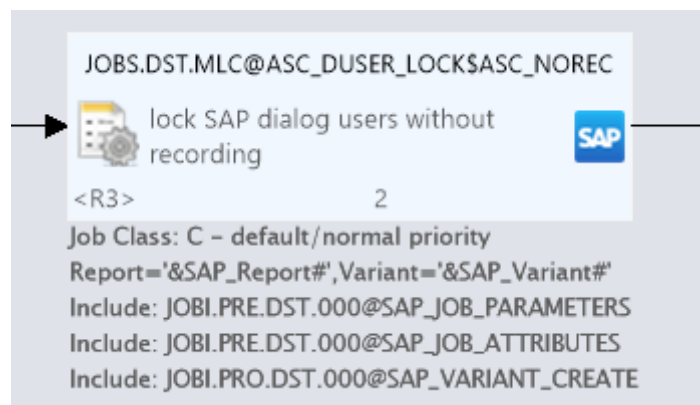 JOBS.DST.MLC@ASC_DUSER_LOCK$ASC_NOREC
lock SAP dialog users without
recording
SAP
<R3> 2
Job Class: C – default/normal priority
Report='&SAP_Report#',Variant='&SAP_Variant#'
Include: JOBI.PRE.DST.000@SAP_JOB_PARAMETERS
Include: JOBI.PRE.DST.000@SAP_JOB_ATTRIBUTES
Include: JOBI.PRO.DST.000@SAP_VARIANT_CREATE